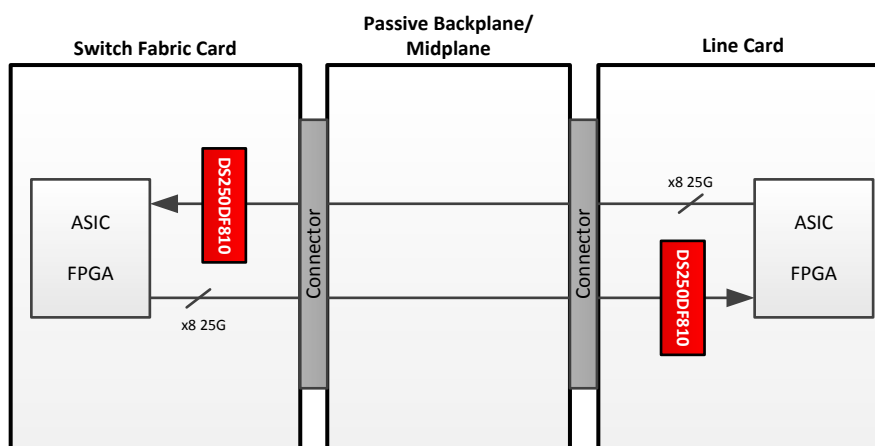 Switch Fabric Card
Passive Backplane/
Midplane
Line Card
DS250DF810
x8 25G
ASIC
FPGA
x8 25G
Connector
Connector
ASIC
FPGA
DS250DF810